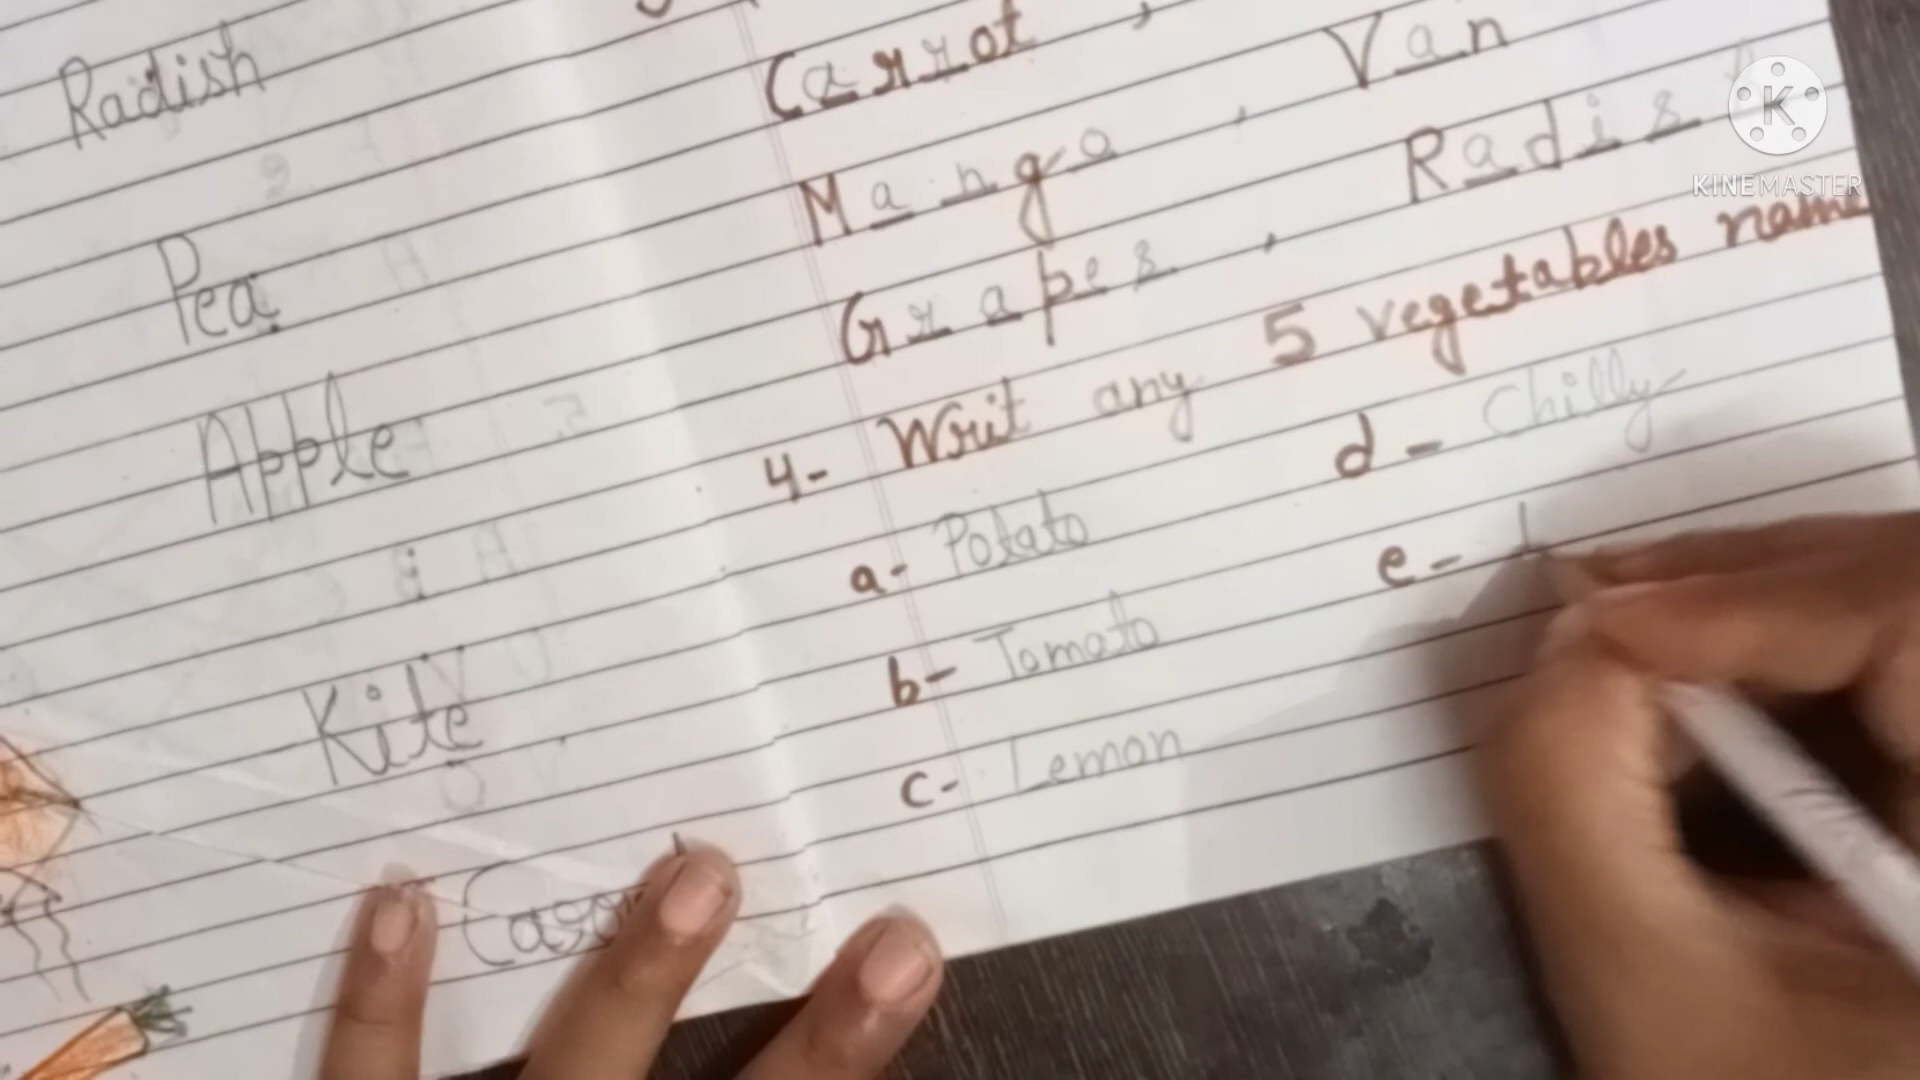 Radish
Pea
Apple
Kite
Carrot ,
Mango , Van
Grapes , Radish
4- Writ any 5 vegetables name
a- Potato
b- Tomato
c- Lemon
d- Chilly
e-
KINEMASTER